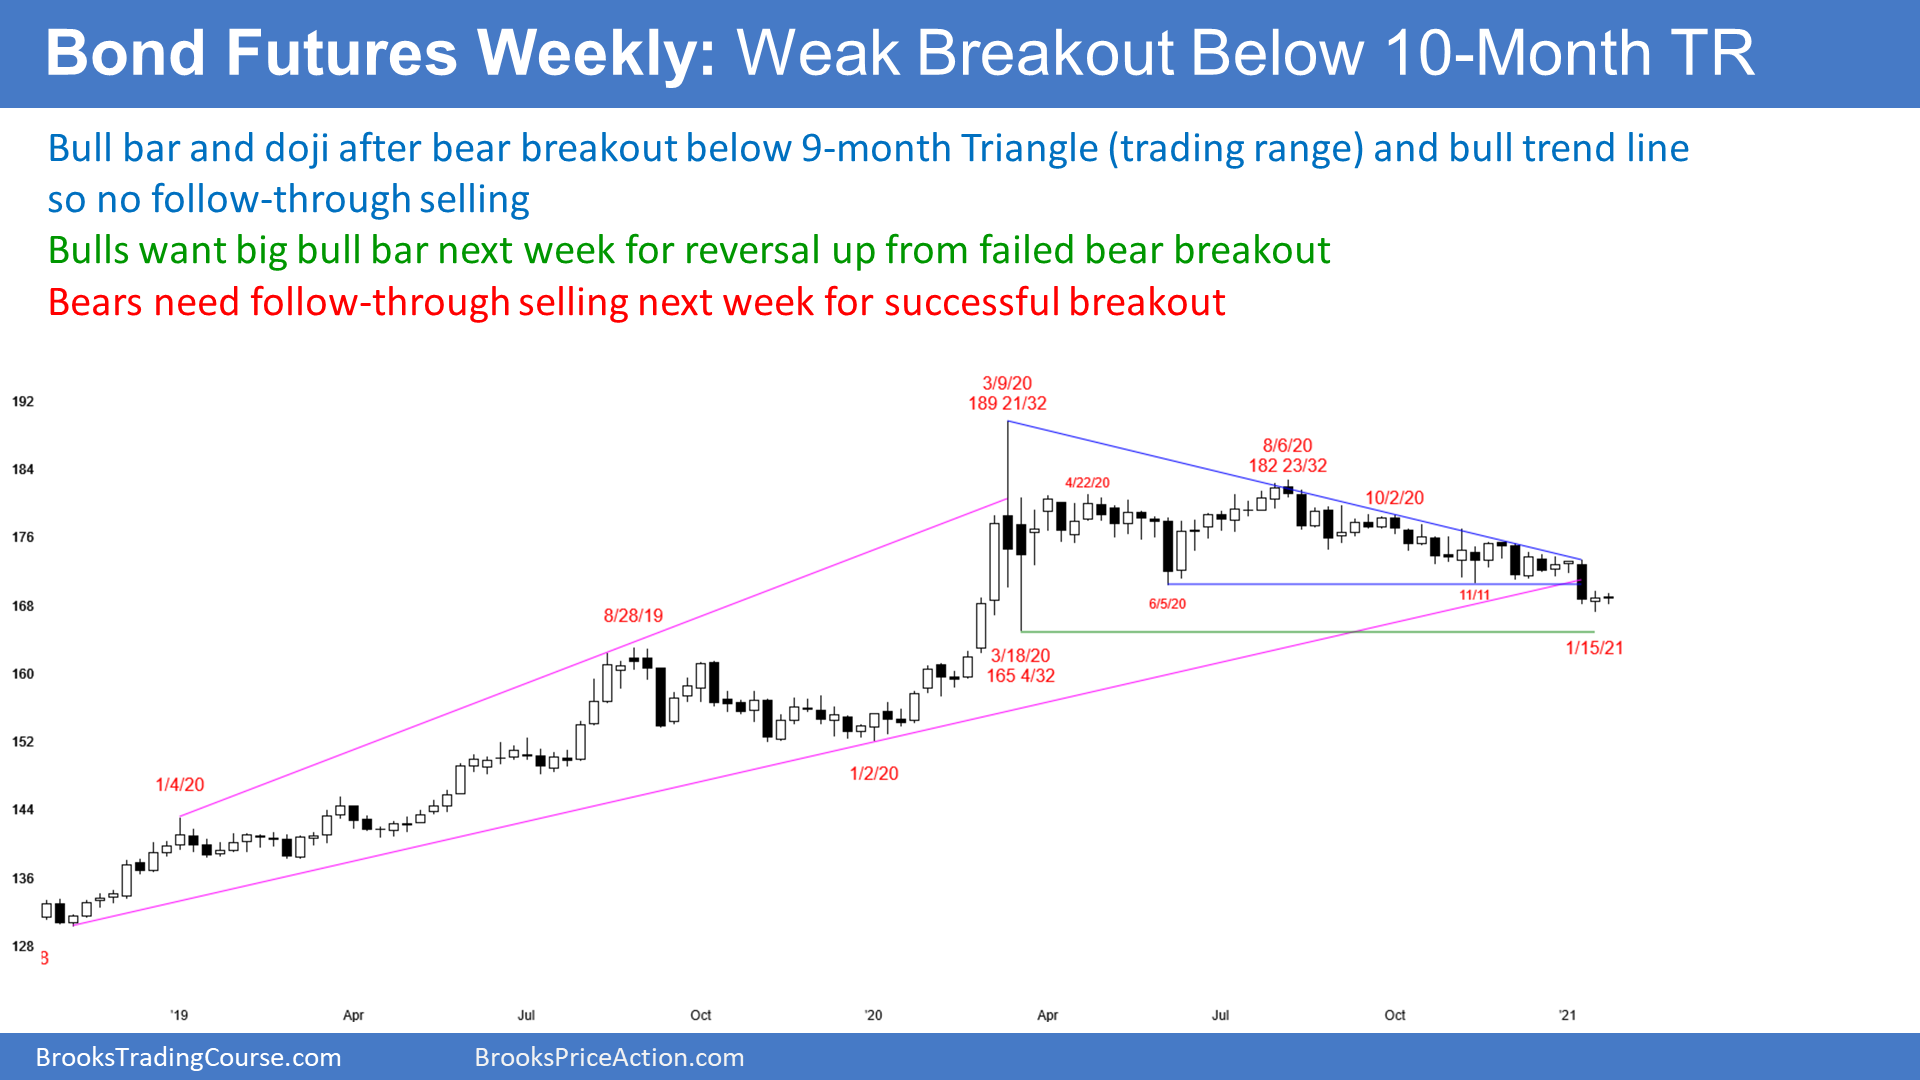 Bond Futures Weekly: Weak Breakout Below 10-Month TR
Bull bar and doji after bear breakout below 9-month Triangle (trading range) and bull trend line
so no follow-through selling
Bulls want big bull bar next week for reversal up from failed bear breakout
Bears need follow-through selling next week for successful breakout
3/9/20
189 21/32
192
8/6/20
182 23/32
184
4/22/20
10/2/20
176
168
11/11
6/5/20
8/28/19
1/15/21
3/18/20
165 4/32
160
152
1/2/20
1/4/20
144
136
128
8
'19
Apr
Jul
Oct
'20
Apr
Jul
Oct
'21
BrooksTradingCourse.com
BrooksPriceAction.com